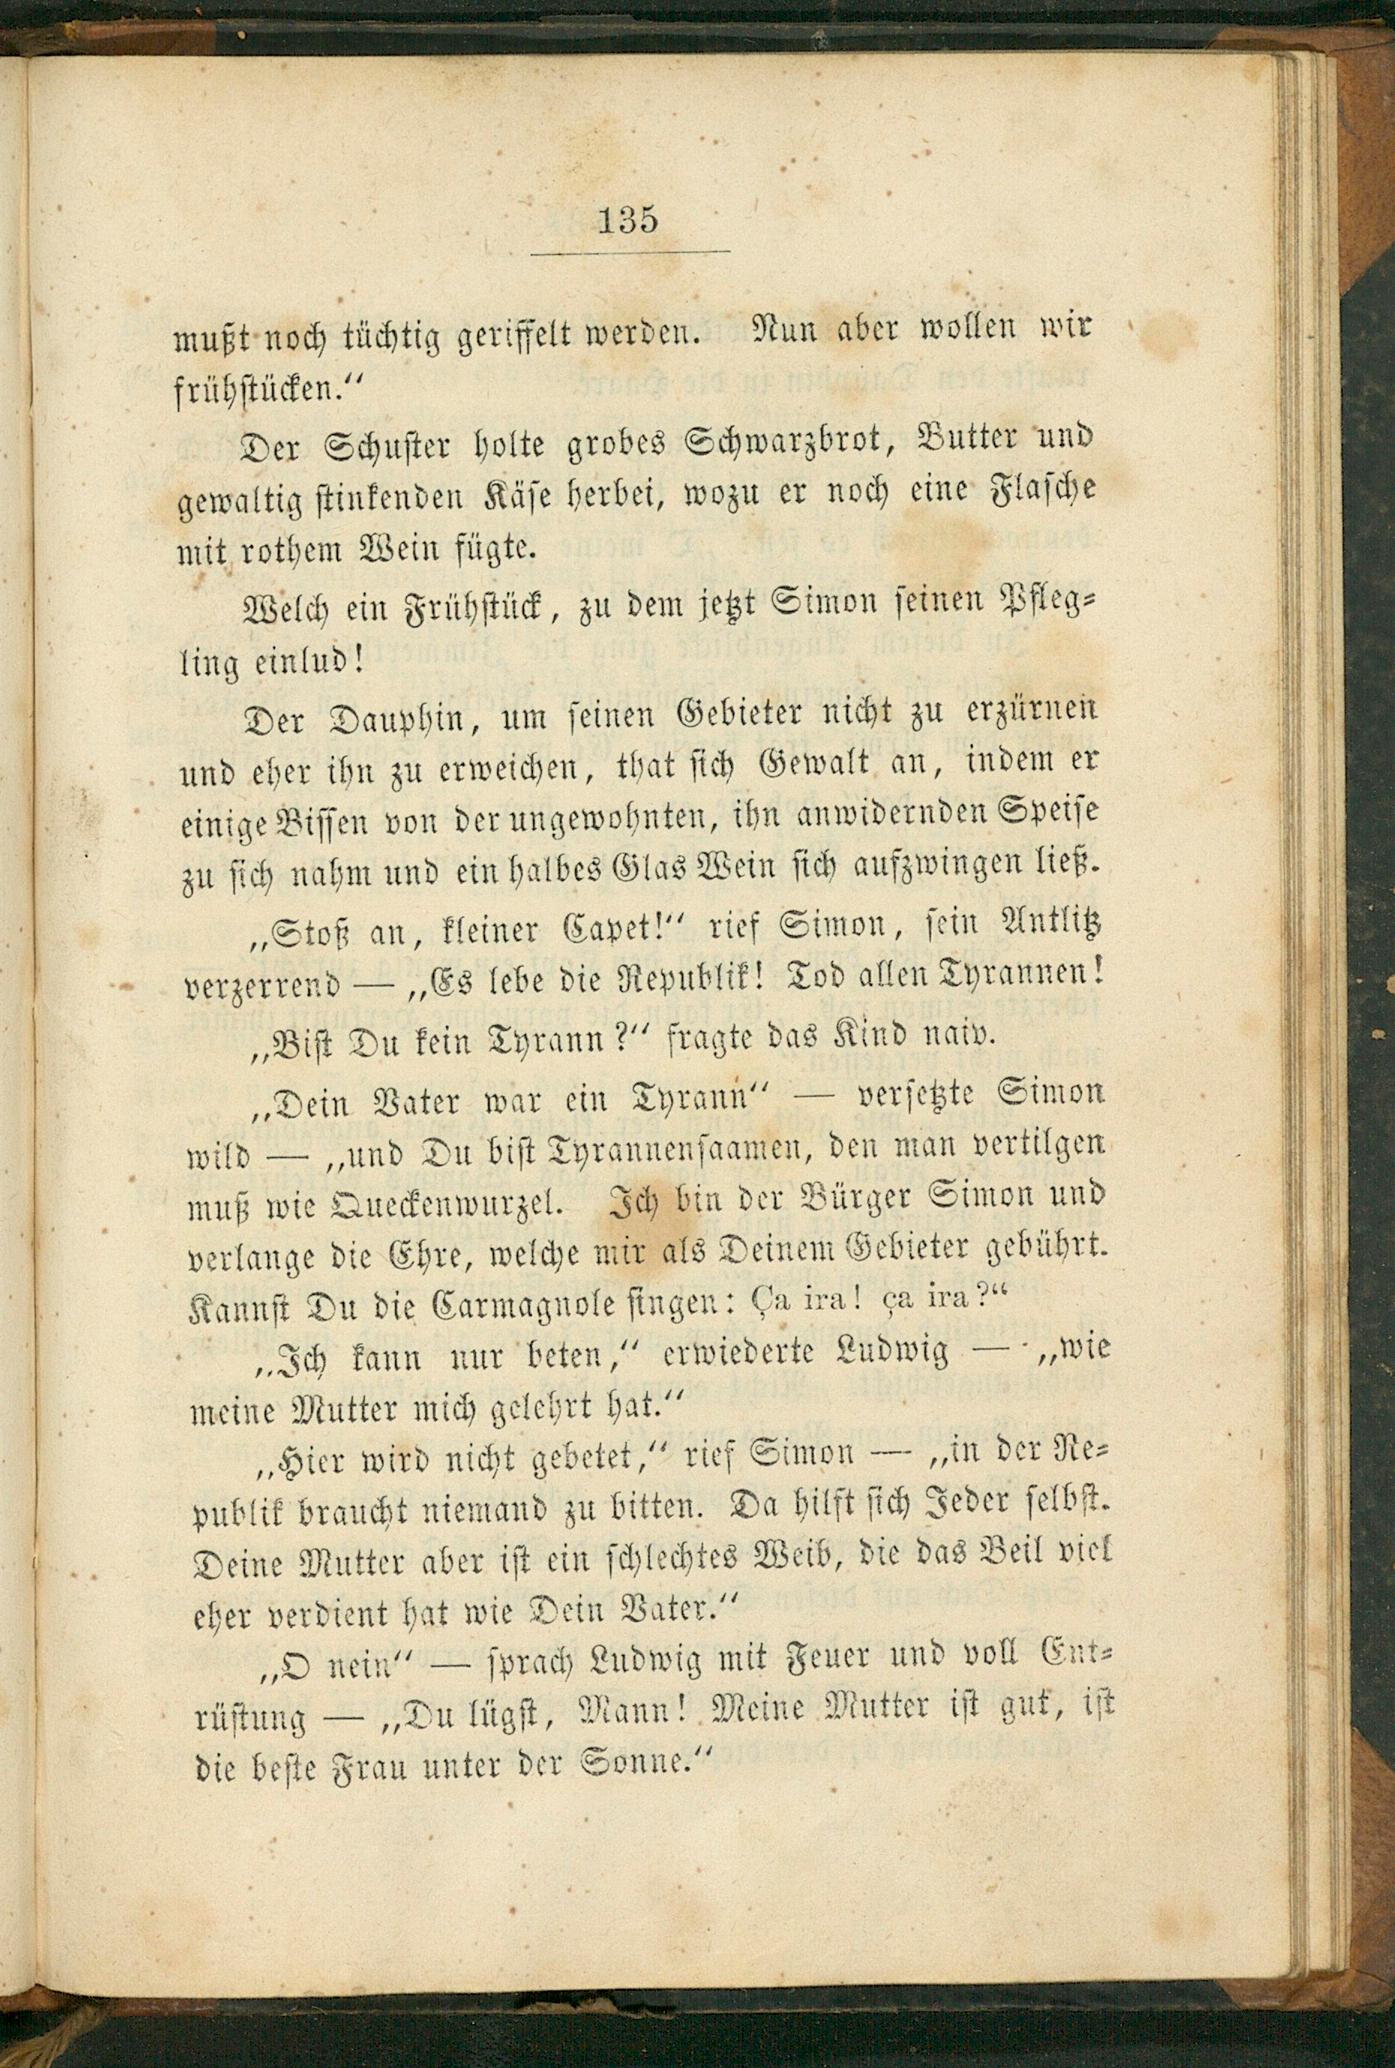 135
mußt noch tüchtig geriffelt werden. Nun aber wollen wir
frühstücken.“
Der Schuster holte grobes Schwarzbrot, Butter und
gewaltig stinkenden Käse herbei, wozu er noch eine Flasche
mit rothem Wein fügte.
Welch ein Frühstück, zu dem jetzt Simon seinen Pfleg-
ling einlud!
Der Dauphin, um seinen Gebieter nicht zu erzürnen
und eher ihn zu erweichen, that sich Gewalt an, indem er
einige Bissen von der ungewohnten, ihn anwidernden Speise
zu sich nahm und ein halbes Glas Wein sich aufzwingen ließ.
„Stoß an, kleiner Capet!“ rief Simon, sein Antlitz
verzerrend — „Es lebe die Republik! Tod allen Tyrannen!
„Bist Du kein Tyrann?“ fragte das Kind naiv.
„Dein Vater war ein Tyrann“ — versetzte Simon
wild — „und Du bist Tyrannensaamen, den man vertilgen
muß wie Queckenwurzel. Ich bin der Bürger Simon und
verlange die Ehre, welche mir als Deinem Gebieter gebührt.
Kannst Du die Carmagnole singen: Ça ira! ça ira?“
„Ich kann nur beten,“ erwiederte Ludwig — „wie
meine Mutter mich gelehrt hat.“
„Hier wird nicht gebetet,“ rief Simon — „in der Re-
publik braucht niemand zu bitten. Da hilft sich Jeder selbst.
Deine Mutter aber ist ein schlechtes Weib, die das Beil viel
eher verdient hat wie Dein Vater.“
„O nein“ — sprach Ludwig mit Feuer und voll Ent-
rüstung — „Du lügst, Mann! Meine Mutter ist gut, ist
die beste Frau unter der Sonne.“